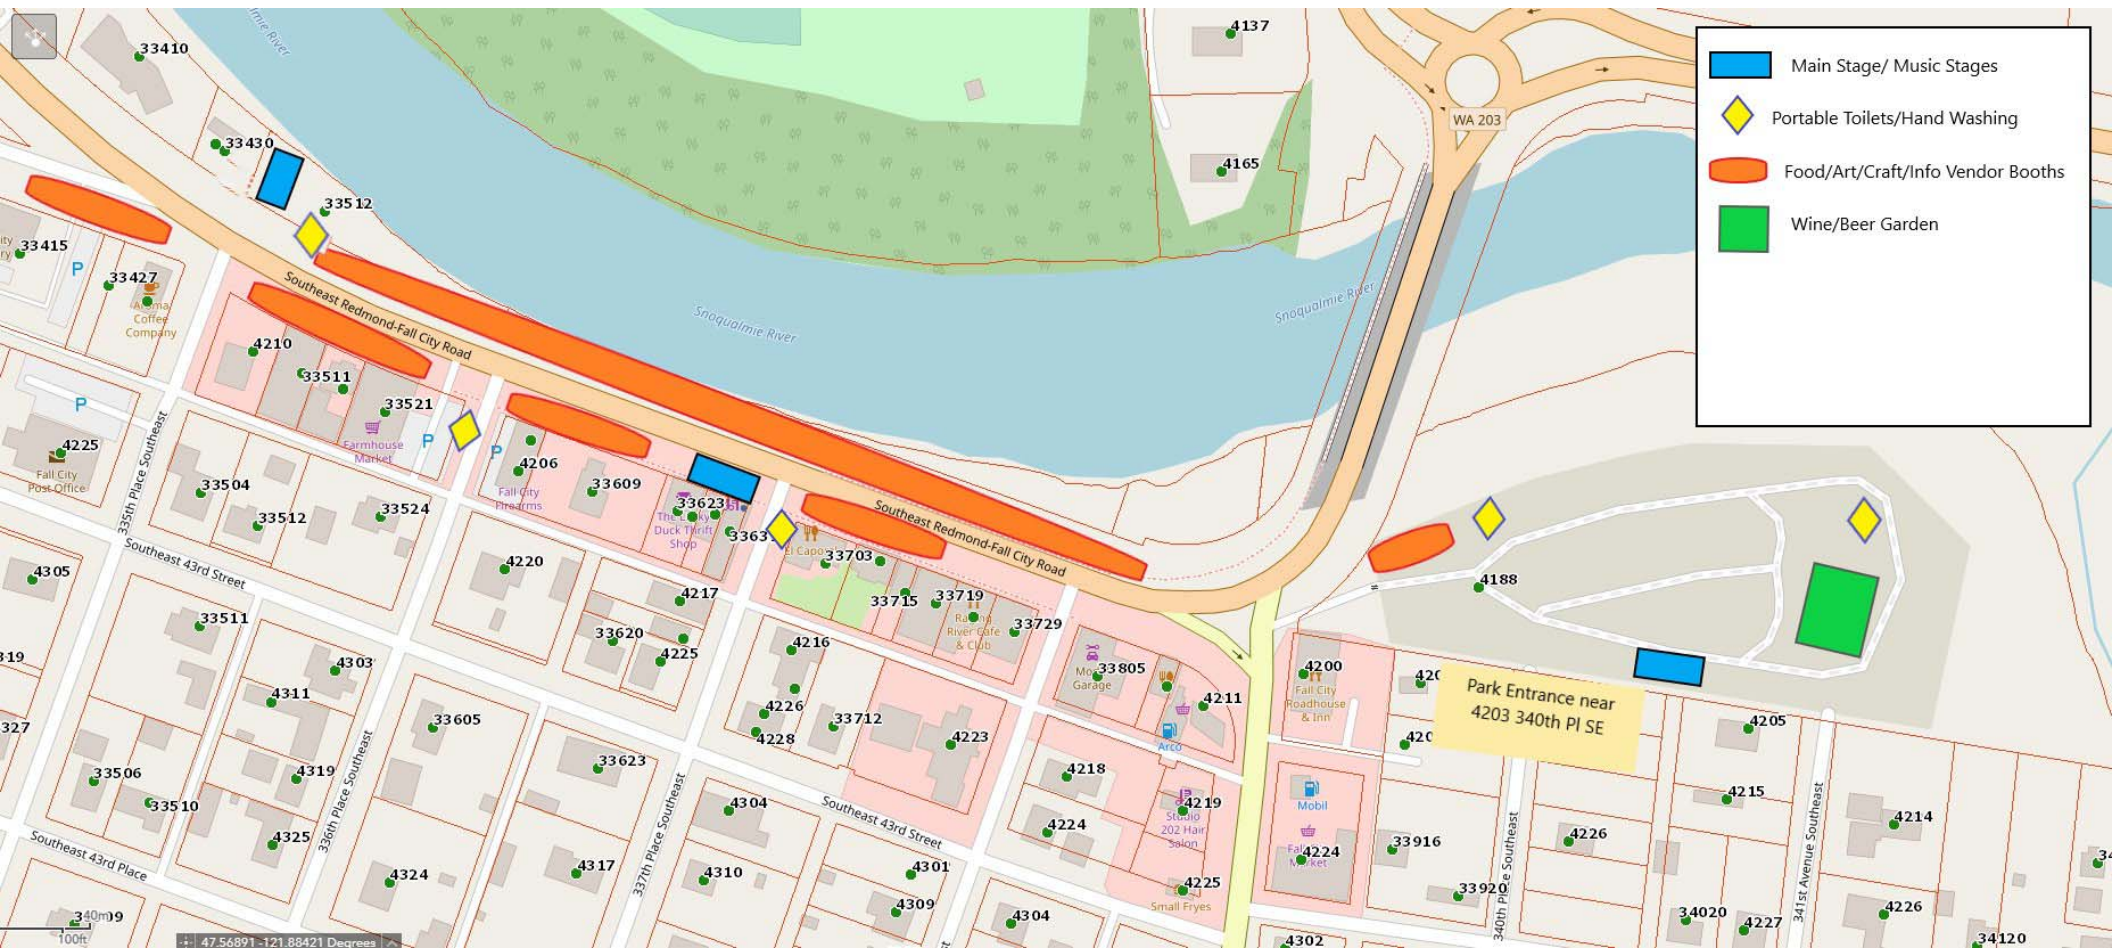 33410
4137
WA 203
33430
4165
33512
33415
33427
Coffee
Company
Southeast Redmond-Fall City Road
Snoqualmie River
Snoqualmie River
4210
33511
33521
Farmhouse
Market
P
P
P
P
4225
Fall City
Post Office
335th Place Southeast
33504
33512
33524
4206
Fall City
Firearms
33609
33623
Duck Thrift
Shop
33703
Southeast Redmond-Fall City Road
33715
33719
River Cafe
& Club
33729
4188
4305
Southeast 43rd Street
4220
4217
33511
33620
4225
4216
4303
4311
4226
4228
33712
4223
33805
Garage
4211
Arco
4200
Fall City
Roadhouse
& Inn
Park Entrance near
4203 340th Pl SE
4205
33605
336th Place Southeast
33506
33510
4319
4325
33623
337th Place Southeast
4304
Southeast 43rd Street
4218
4224
4219
Studio
202 Hair
Salon
Mobil
4224
Market
33916
4226
4215
4214
341st Avenue Southeast
340th Place Southeast
Southeast 43rd Place
4324
4317
4310
4301
4309
4304
4225
Small Fryes
4302
33920
34020
4227
4226
34120
40m
100ft
47.56891 -121.88421 Degrees
Main Stage/ Music Stages
Portable Toilets/Hand Washing
Food/Art/Craft/Info Vendor Booths
Wine/Beer Garden